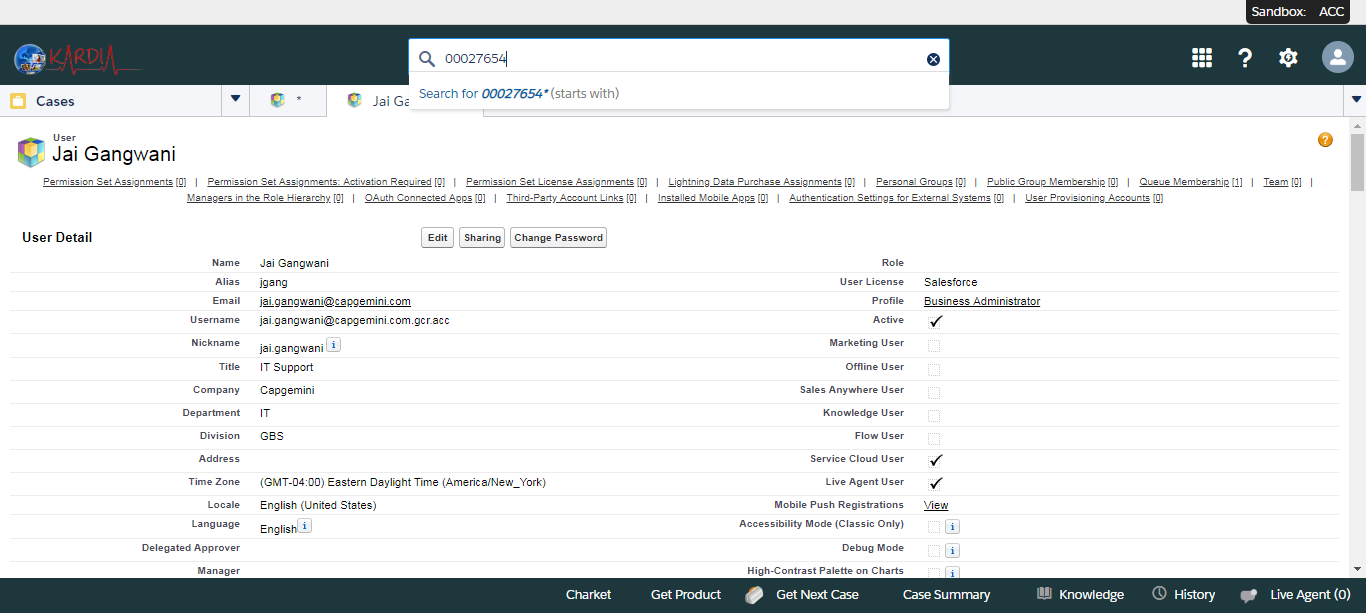 Sandbox: ACC
KARDIA
00027654
Search for 00027654* (starts with)
Cases
*
Jai Ga
User
Jai Gangwani
Permission Set Assignments [0] | Permission Set Assignments: Activation Required [0] | Permission Set License Assignments [0] | Lightning Data Purchase Assignments [0] | Personal Groups [0] | Public Group Membership [0] | Queue Membership [1] | Team [0] |
Managers in the Role Hierarchy [0] | OAuth Connected Apps [0] | Third-Party Account Links [0] | Installed Mobile Apps [0] | Authentication Settings for External Systems [0] | User Provisioning Accounts [0]
User Detail Edit Sharing Change Password
Name Jai Gangwani Role
Alias jgang User License Salesforce
Email jai.gangwani@capgemini.com Profile Business Administrator
Username jai.gangwani@capgemini.com.gcr.acc Active
Nickname jai.gangwani i Marketing User
Title IT Support Offline User
Company Capgemini Sales Anywhere User
Department IT Knowledge User
Division GBS Flow User
Address Service Cloud User
Time Zone (GMT-04:00) Eastern Daylight Time (America/New_York) Live Agent User
Locale English (United States) Mobile Push Registrations View
Language English i Accessibility Mode (Classic Only) i
Delegated Approver Debug Mode i
Manager High-Contrast Palette on Charts i
Charket Get Product Get Next Case Case Summary Knowledge History Live Agent (0)